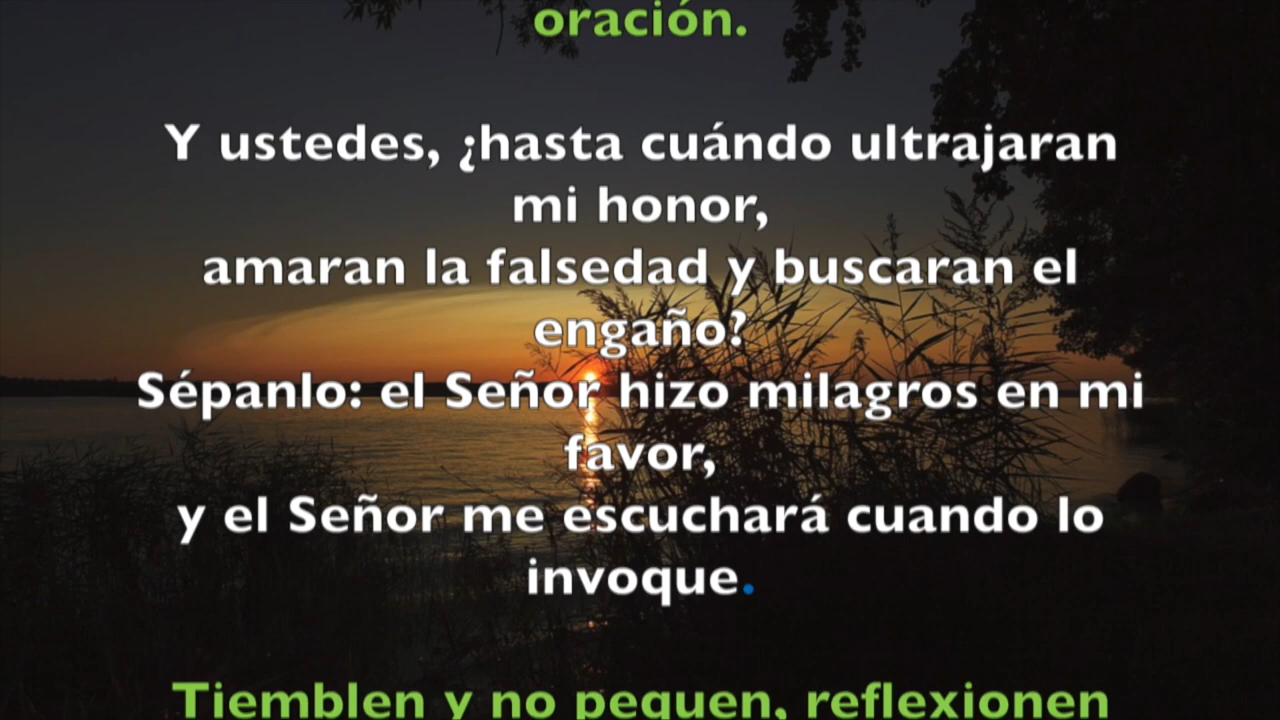 oración.
Y ustedes, ¿hasta cuándo ultrajaran
mi honor,
amaran la falsedad y buscaran el
engaño?
Sépanlo: el Señor hizo milagros en mi
favor,
y el Señor me escuchará cuando lo
invoque.
Tiemblen y no pequen, reflexionen